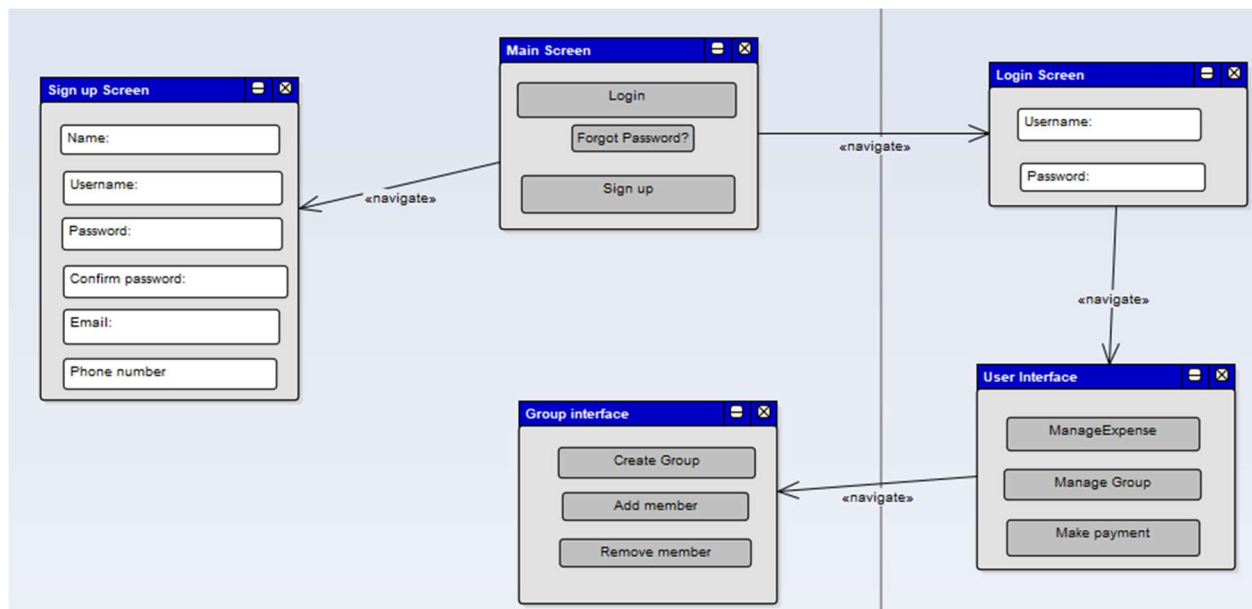 Main Screen
Login
Forgot Password?
Sign up
Sign up Screen
Name:
Username:
Password:
Confirm password:
Email:
Phone number
«navigate»
«navigate»
Login Screen
Username:
Password:
«navigate»
User Interface
ManageExpense
Manage Group
Make payment
«navigate»
Group interface
Create Group
Add member
Remove member